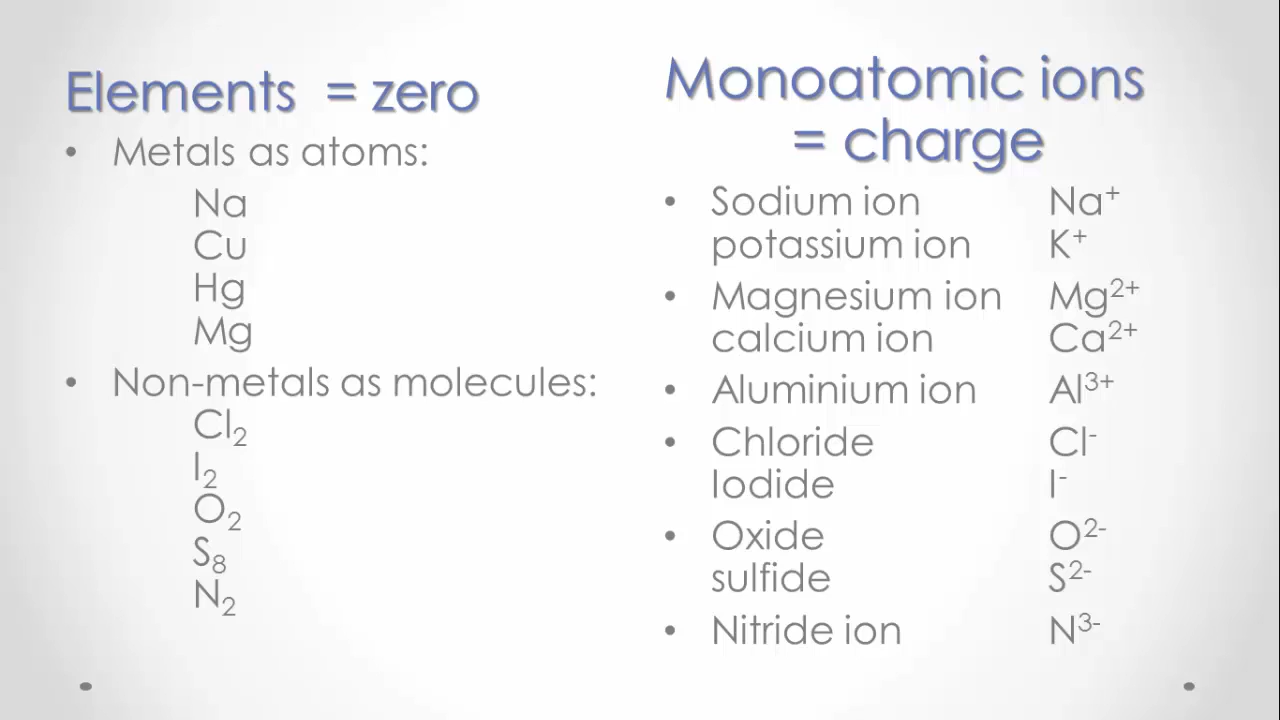 Elements = zero
• Metals as atoms:
Na
Cu
Hg
Mg
• Non-metals as molecules:
Cl₂
I₂
O₂
S₈
N₂
Monoatomic ions
= charge
• Sodium ion Na⁺
potassium ion K⁺
• Magnesium ion Mg²⁺
calcium ion Ca²⁺
• Aluminium ion Al³⁺
• Chloride Cl⁻
Iodide I⁻
• Oxide O²⁻
sulfide S²⁻
• Nitride ion N³⁻